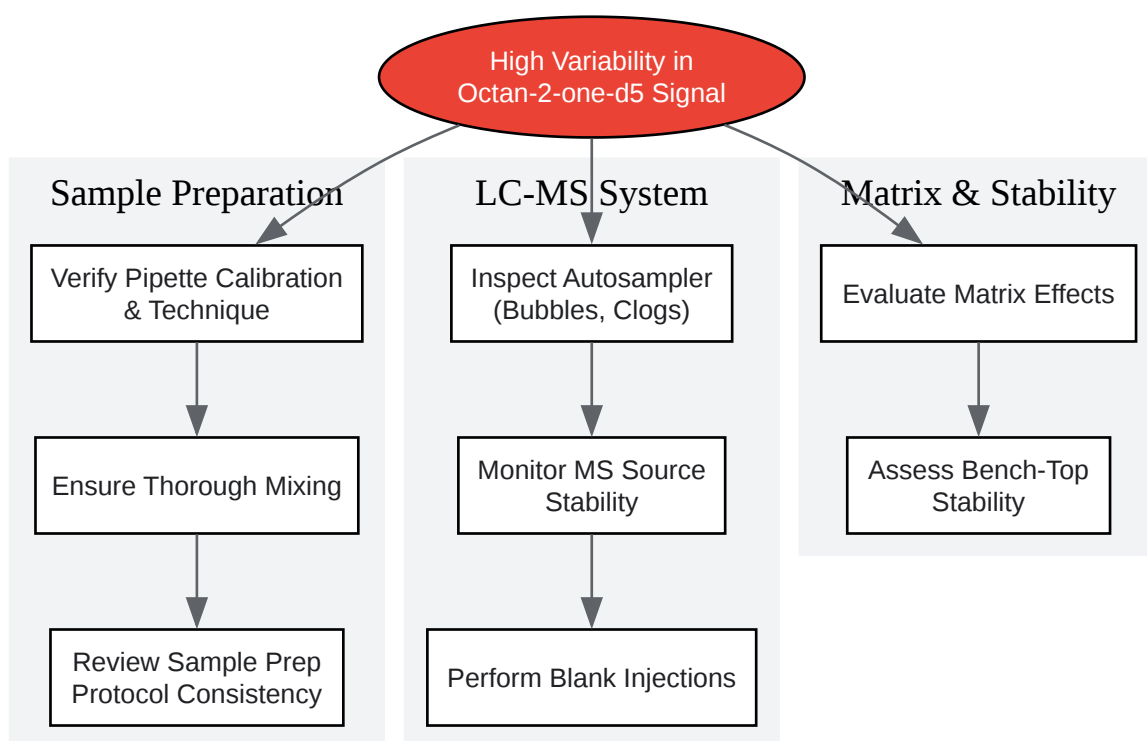 High Variability in
Octan-2-one-d5 Signal
Sample Preparation
Verify Pipette Calibration
& Technique
Ensure Thorough Mixing
Review Sample Prep
Protocol Consistency
LC-MS System
Inspect Autosampler
(Bubbles, Clogs)
Monitor MS Source
Stability
Perform Blank Injections
Matrix & Stability
Evaluate Matrix Effects
Assess Bench-Top
Stability